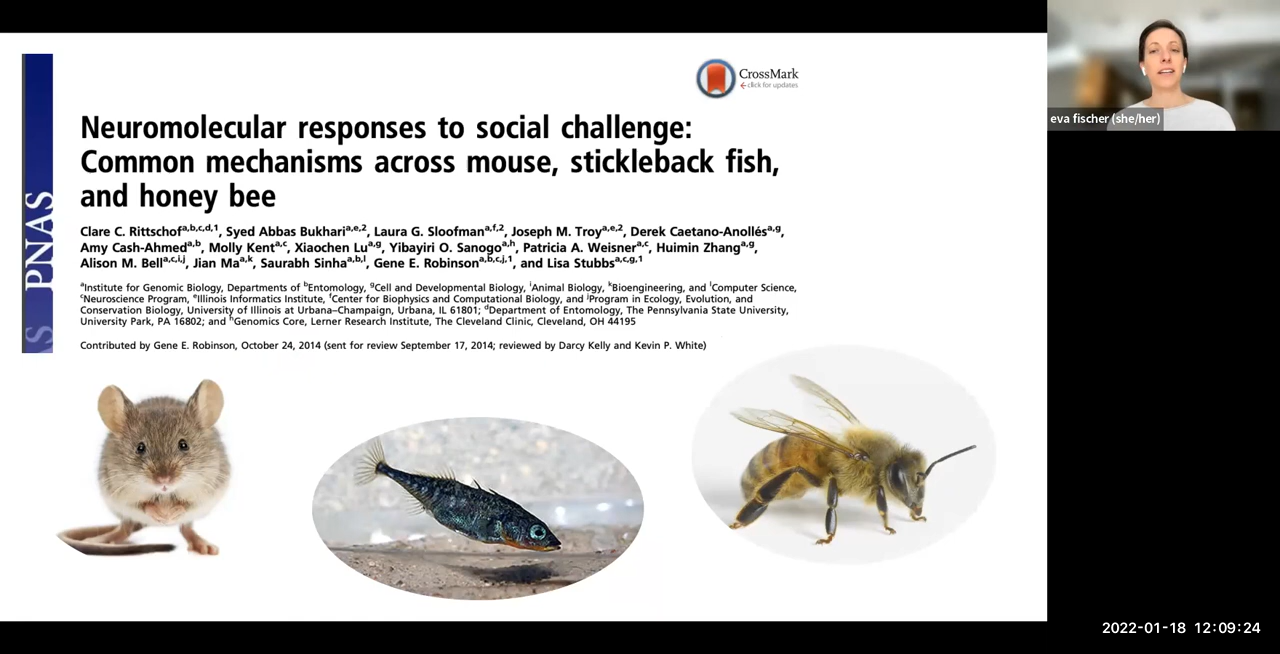 PNAS
S
CrossMark
click for updates
Neuromolecular responses to social challenge:
Common mechanisms across mouse, stickleback fish,
and honey bee
Clare C. Rittschof^a,b,c,d,1, Syed Abbas Bukhari^a,e,2, Laura G. Sloofman^a,f,2, Joseph M. Troy^a,e,2, Derek Caetano-Anollés^a,g,
Amy Cash-Ahmed^a,b, Molly Kent^a,c, Xiaochen Lu^a,g, Yibayiri O. Sanogo^a,h, Patricia A. Weisner^a,c, Huimin Zhang^a,g,
Alison M. Bell^a,c,i,j, Jian Ma^a,k, Saurabh Sinha^a,b,l, Gene E. Robinson^a,b,c,j,1, and Lisa Stubbs^a,c,g,1
^aInstitute for Genomic Biology, Departments of ^bEntomology, ^gCell and Developmental Biology, ^iAnimal Biology, ^kBioengineering, and ^lComputer Science,
^cNeuroscience Program, ^eIllinois Informatics Institute, ^fCenter for Biophysics and Computational Biology, and ^jProgram in Ecology, Evolution, and
Conservation Biology, University of Illinois at Urbana–Champaign, Urbana, IL 61801; ^dDepartment of Entomology, The Pennsylvania State University,
University Park, PA 16802; and ^hGenomics Core, Lerner Research Institute, The Cleveland Clinic, Cleveland, OH 44195
Contributed by Gene E. Robinson, October 24, 2014 (sent for review September 17, 2014; reviewed by Darcy Kelly and Kevin P. White)
eva fischer (she/her)
2022-01-18 12:09:24